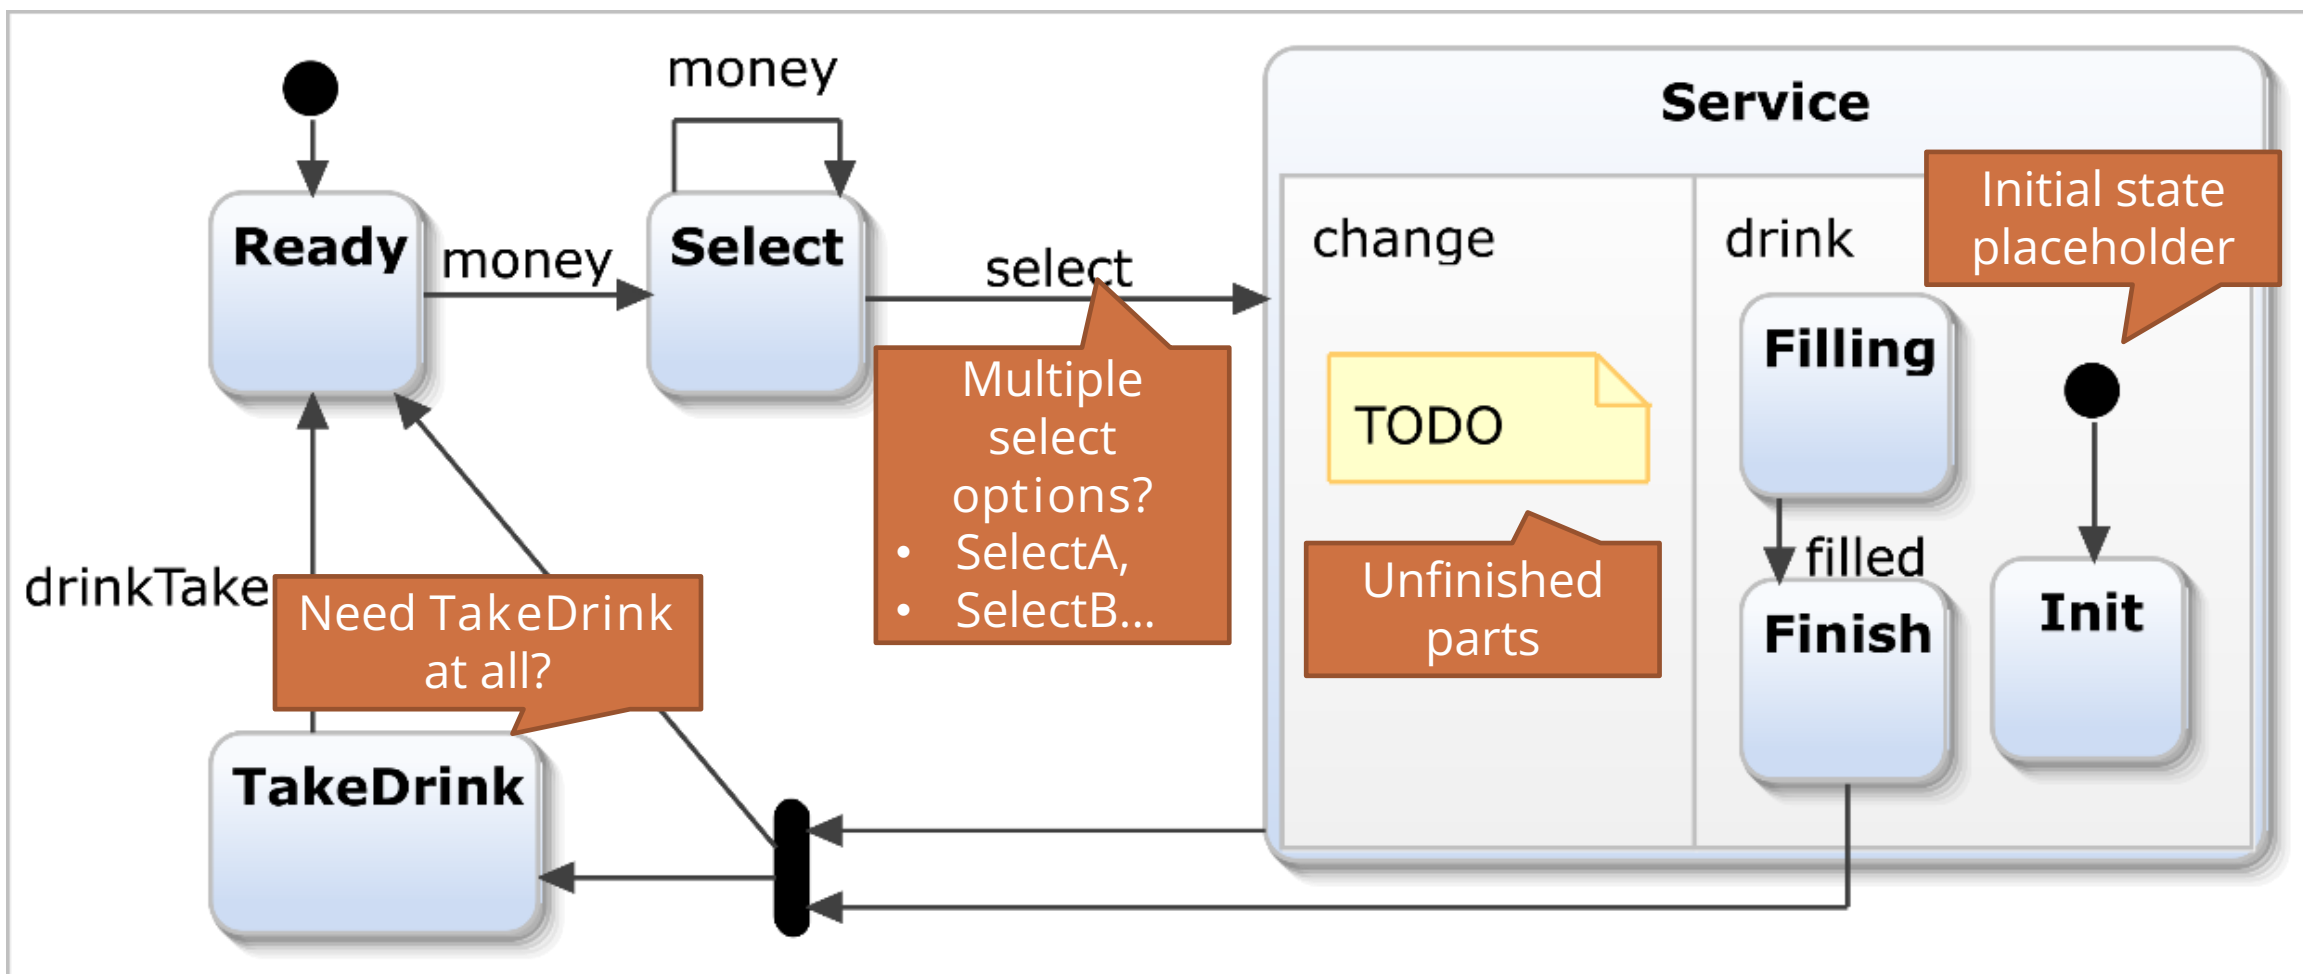 money
Service
Initial state
placeholder
Ready
money
Select
select
change
drink
Multiple
select
options?
• SelectA,
• SelectB...
TODO
Filling
filled
Unfinished
parts
Finish
Init
drinkTake
Need TakeDrink
at all?
TakeDrink